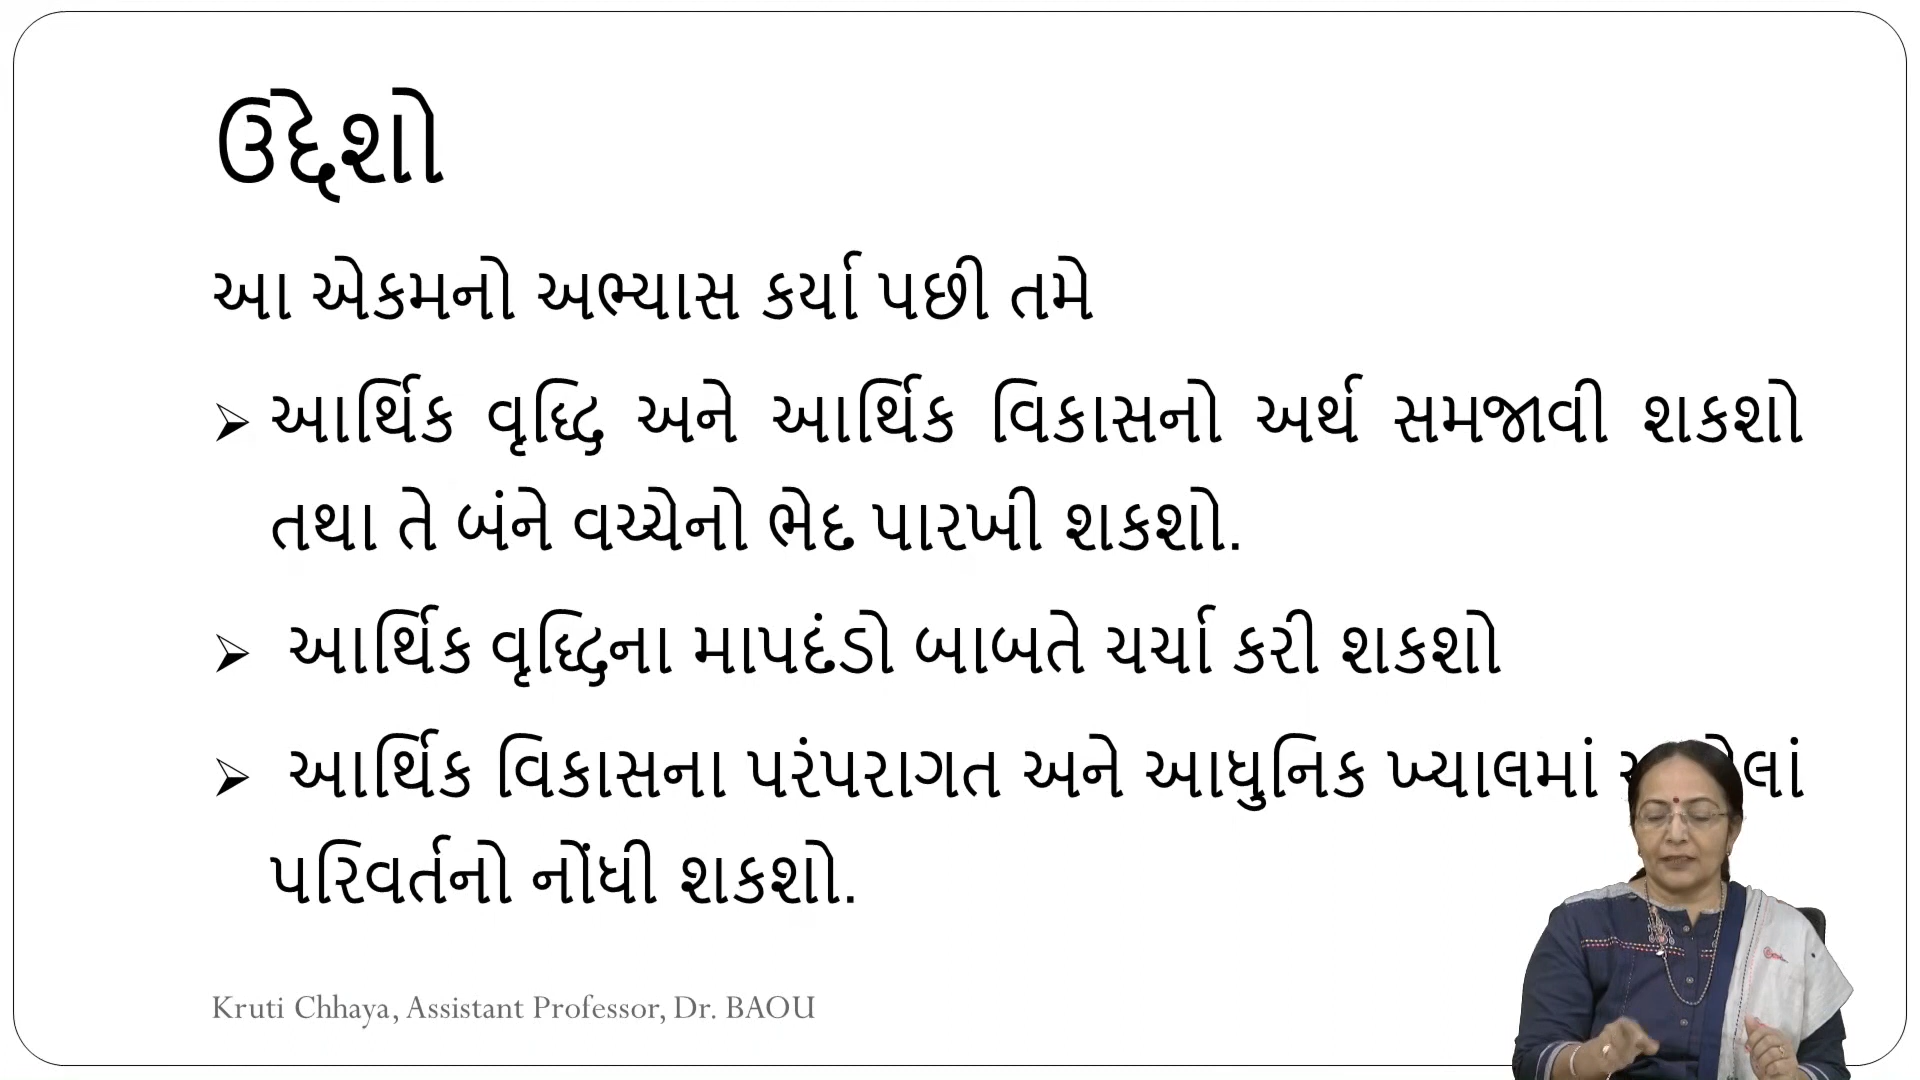 ઉદ્દેશો
આ એકમનો અભ્યાસ કર્યા પછી તમે
આર્થિક વૃદ્ધિ અને આર્થિક વિકાસનો અર્થ સમજાવી શકશો
તથા તે બંને વચ્ચેનો ભેદ પારખી શકશો.
આર્થિક વૃદ્ધિના માપદંડો બાબતે ચર્ચા કરી શકશો
આર્થિક વિકાસના પરંપરાગત અને આધુનિક ખ્યાલમાં
પરિવર્તનો નોંધી શકશો.
Kruti Chhaya, Assistant Professor, Dr. BAOU